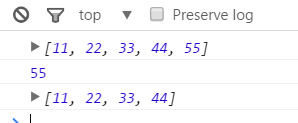 top Preserve log
[11, 22, 33, 44, 55]
55
[11, 22, 33, 44]